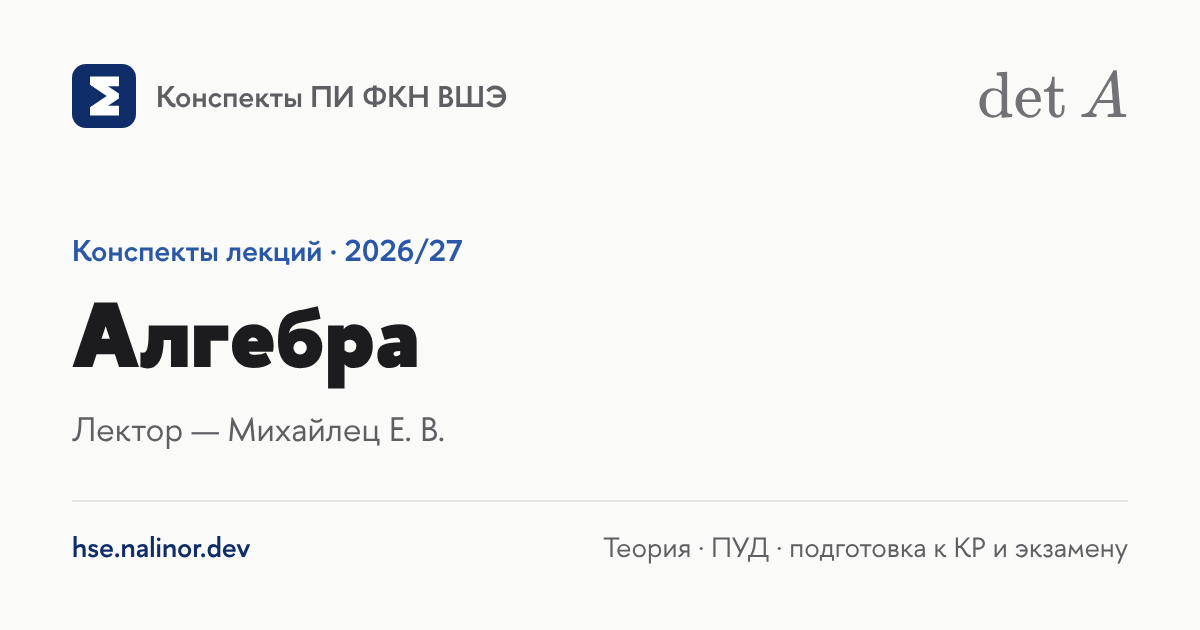 Σ Конспекты ПИ ФКН ВШЭ
det A
Конспекты лекций · 2026/27
Алгебра
Лектор — Михайлец Е. В.
hse.nalinor.dev
Теория · ПУД · подготовка к КР и экзамену